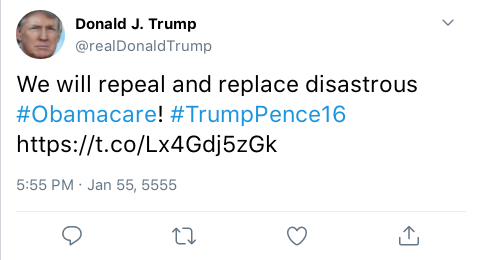 Donald J. Trump
@realDonaldTrump
We will repeal and replace disastrous
#Obamacare! #TrumpPence16
https://t.co/Lx4Gdj5zGk
5:55 PM · Jan 55, 5555